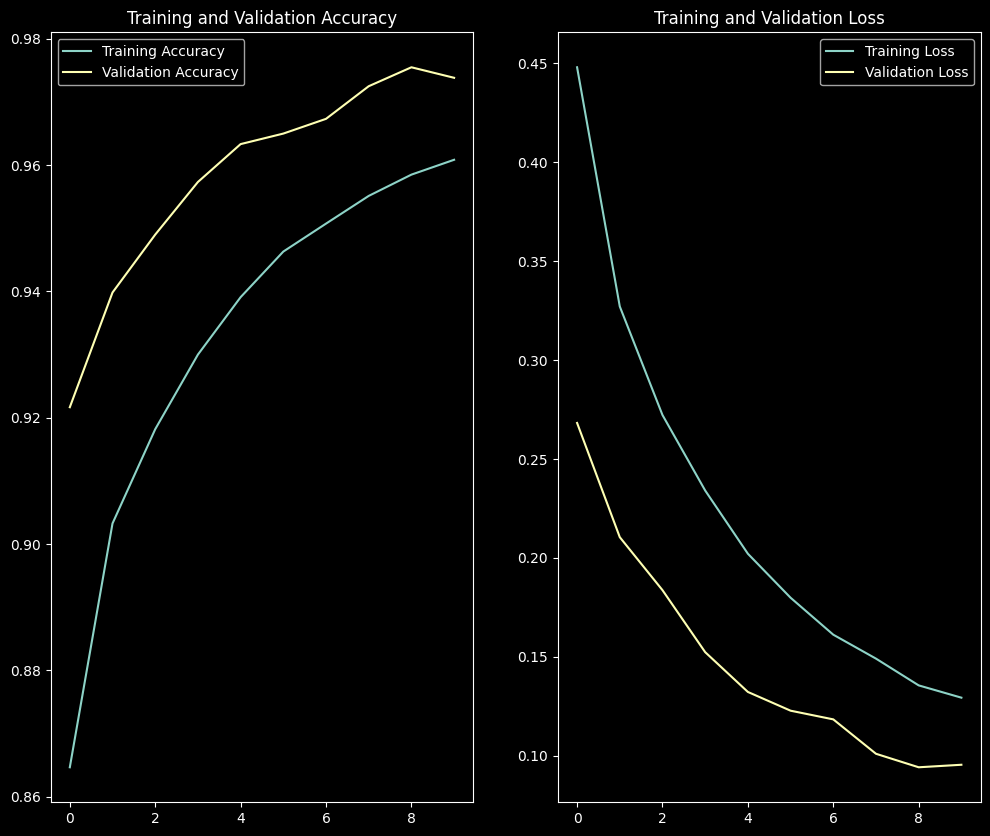 Training and Validation Accuracy
Training Accuracy
Validation Accuracy
0.98
0.96
0.94
0.92
0.90
0.88
0.86
0 2 4 6 8
Training and Validation Loss
Training Loss
Validation Loss
0.45
0.40
0.35
0.30
0.25
0.20
0.15
0.10
0 2 4 6 8